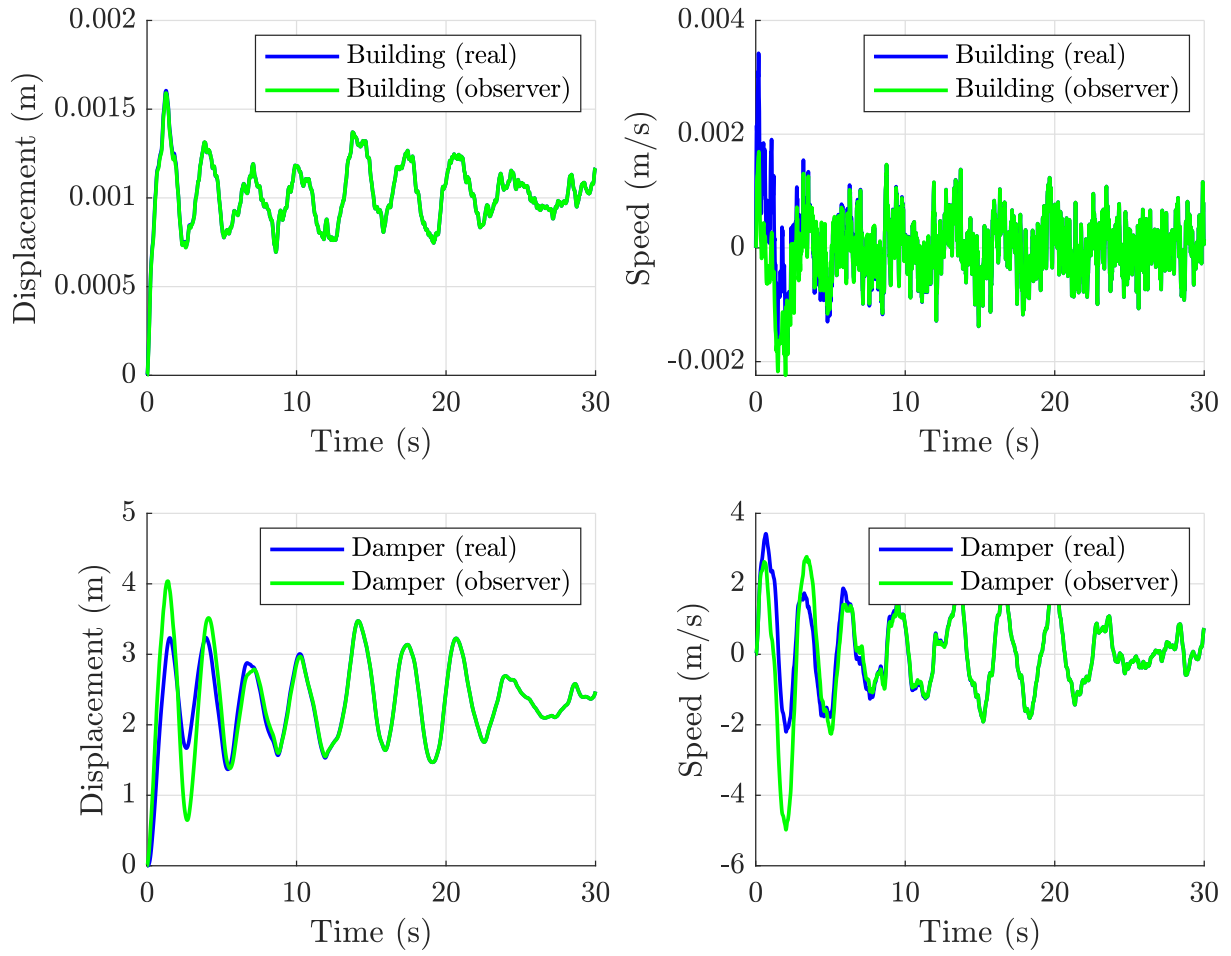 0.002
0.0015
0.001
0.0005
0
Displacement (m)
Building (real)
Building (observer)
0
10
20
30
Time (s)
0.004
0.002
0
-0.002
Speed (m/s)
Building (real)
Building (observer)
0
10
20
30
Time (s)
5
4
3
2
1
0
Displacement (m)
Damper (real)
Damper (observer)
0
10
20
30
Time (s)
4
2
0
-2
-4
-6
Speed (m/s)
Damper (real)
Damper (observer)
0
10
20
30
Time (s)